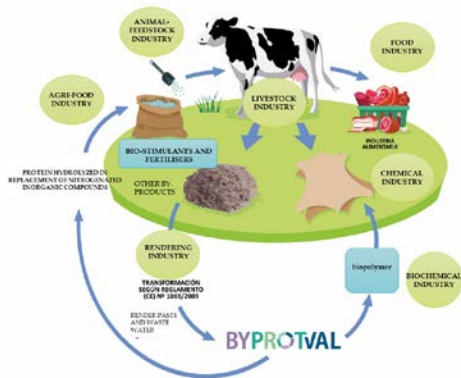 ANIMAL-
FEEDSTOCK
INDUSTRY
FOOD
INDUSTRY
AGRI-FOOD
INDUSTRY
LIVESTOCK
INDUSTRY
INDUSTRIA
ALIMENTARIA
BIO-STIMULANTS AND
FERTILISERS
PROTEIN HYDROLYZED IN
REPLACEMENT OF NITROGENATED
INORGANIC COMPOUNDS
OTHER BY-
PRODUCTS
CHEMICAL
INDUSTRY
RENDERING
INDUSTRY
TRANSFORMACIÓN
SEGÚN REGLAMENTO
(CE) Nº 1069/2009
biopolymer
BIOCHEMICAL
INDUSTRY
RENDER PASTE
AND WASTE
WATER
BYPROTVAL